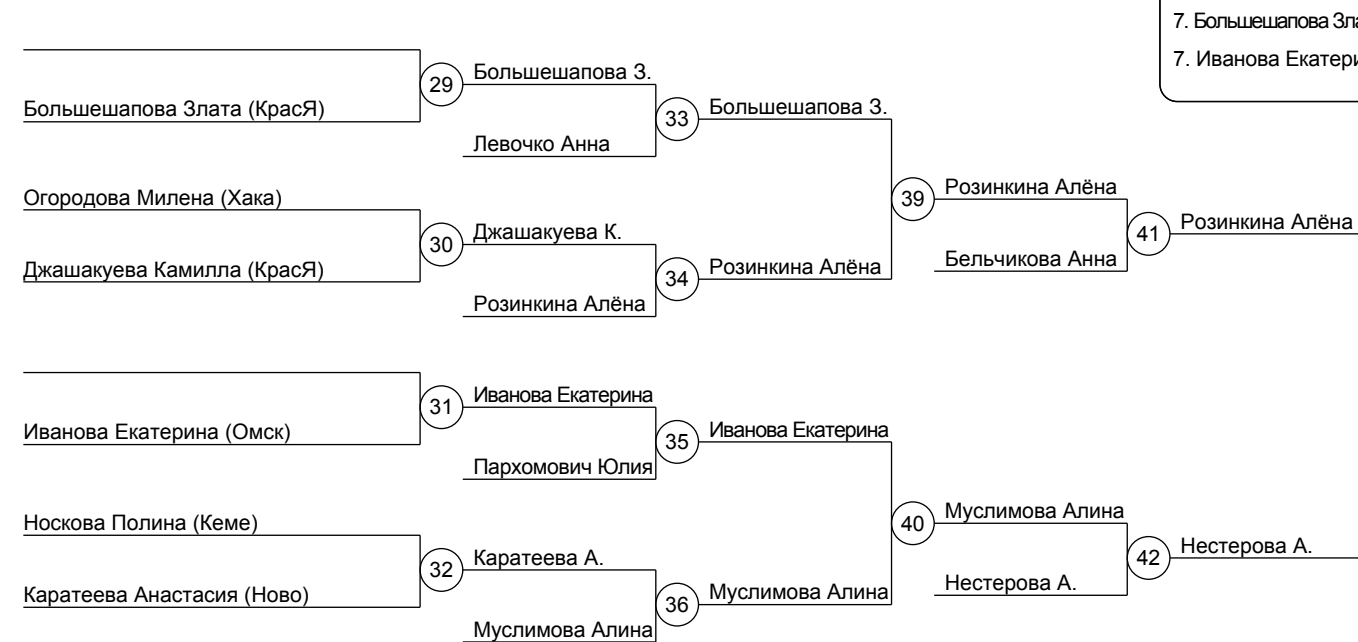 7. Большешапова Зла
7. Иванова Екатери
29
Большешапова З.
Большешапова Злата (КрасЯ)
33
Большешапова З.
Левочко Анна
Огородова Милена (Хака)
39
Розинкина Алёна
30
Джашакуева К.
41
Розинкина Алёна
Джашакуева Камилла (КрасЯ)
34
Розинкина Алёна
Бельчикова Анна
Розинкина Алёна
31
Иванова Екатерина
Иванова Екатерина (Омск)
35
Иванова Екатерина
Пархомович Юлия
Носкова Полина (Кеме)
40
Муслимова Алина
32
Каратеева А.
42
Нестерова А.
Каратеева Анастасия (Ново)
36
Муслимова Алина
Нестерова А.
Муслимова Алина